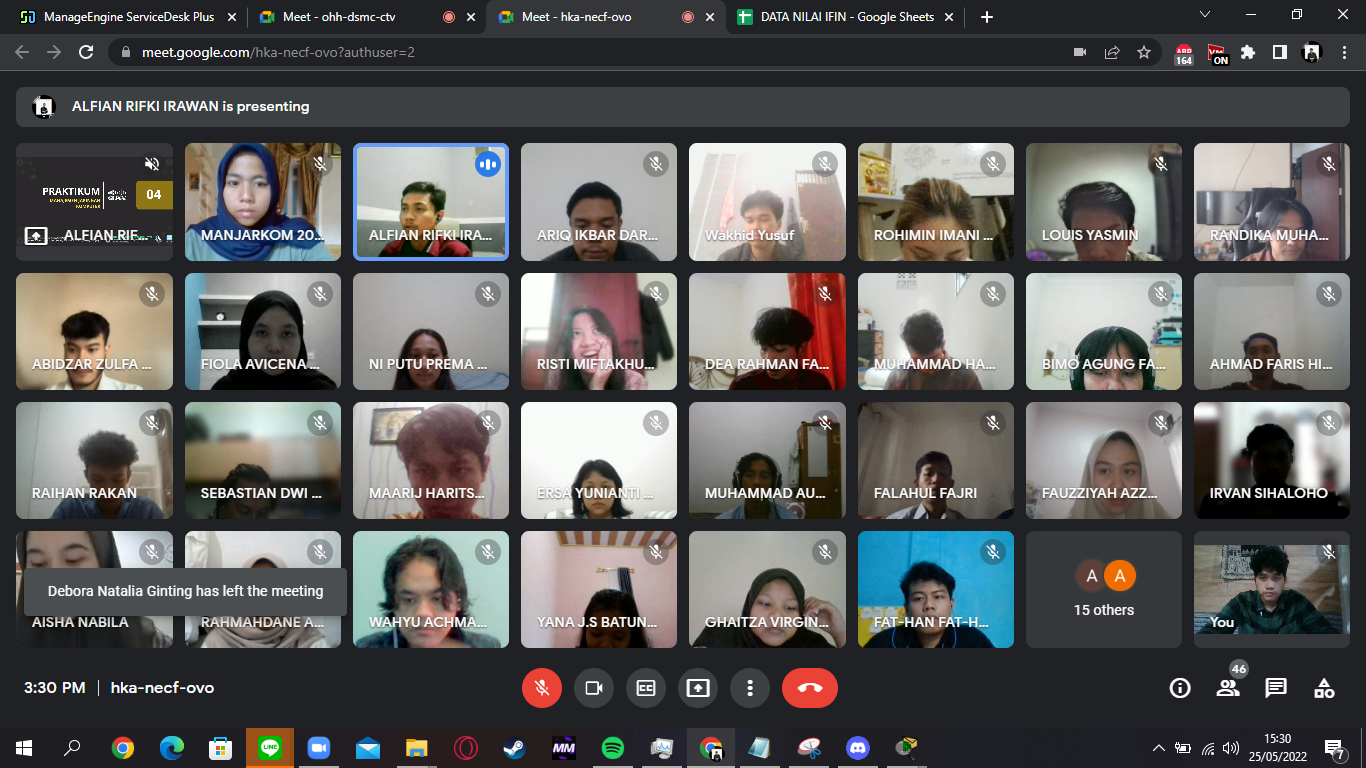 ManageEngine ServiceDesk Plus
Meet - ohh-dsmc-ctv
Meet - hka-necf-ovo
DATA NILAI IFIN - Google Sheets
meet.google.com/hka-necf-ovo?authuser=2
ABP
164
ON
ALFIAN RIFKI IRAWAN is presenting
PRAKTIKUM
MANAJEMEN JARINGAN
KOMPUTER
04
ALFIAN RIF...
MANJARKOM 20...
ALFIAN RIFKI IRA...
ARIQ IKBAR DAR...
Wakhid Yusuf
ROHIMIN IMANI ...
LOUIS YASMIN
RANDIKA MUHA...
ABIDZAR ZULFA ...
FIOLA AVICENA ...
NI PUTU PREMA ...
RISTI MIFTAKHU...
DEA RAHMAN FA...
MUHAMMAD HA...
BIMO AGUNG FA...
AHMAD FARIS HI...
RAIHAN RAKAN
SEBASTIAN DWI ...
MAARIJ HARITS...
ERSA YUNIANTI ...
MUHAMMAD AU...
FALAHUL FAJRI
FAUZZIYAH AZZ...
IRVAN SIHALOHO
Debora Natalia Ginting has left the meeting
AISHA NABILA
RAHMAHDANE A...
WAHYU ACHMA...
YANA J.S BATUN...
GHAITZA VIRGIN...
FAT-HAN FAT-H...
A A
15 others
You
3:30 PM | hka-necf-ovo
46
LINE
MM
15:30
25/05/2022
7